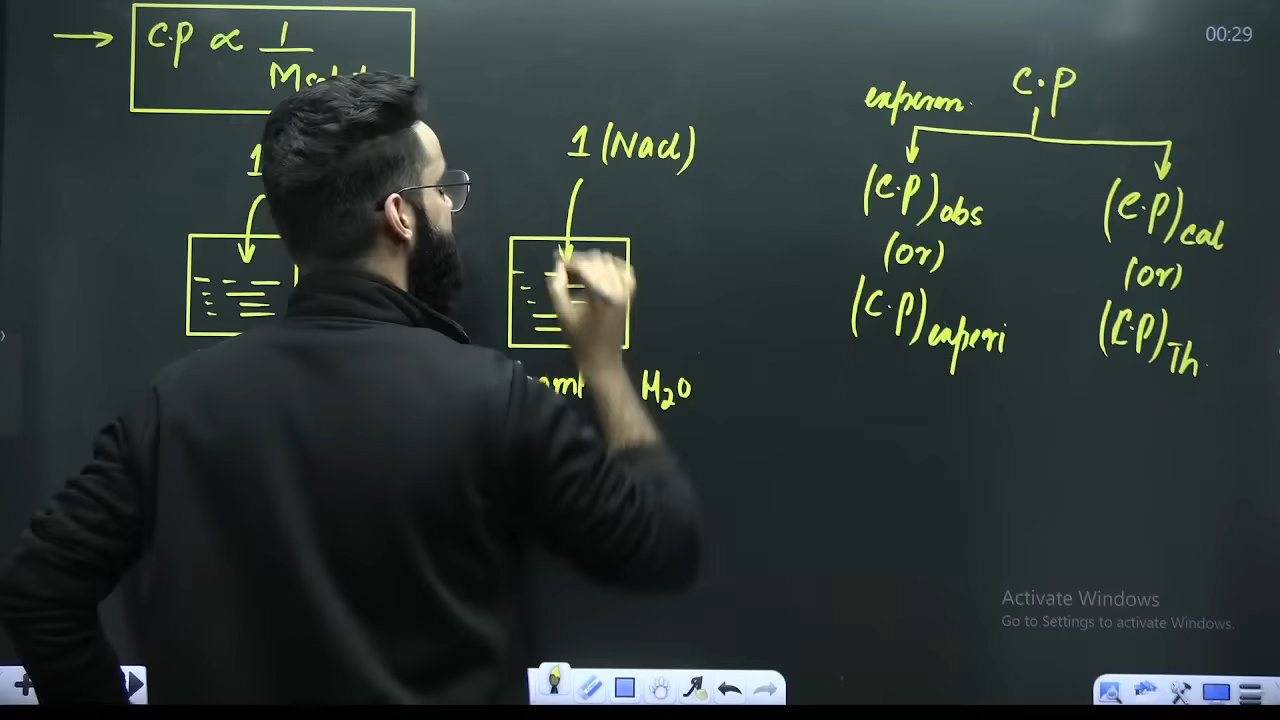 C.P ∝ 1
1
1 (Nacl)
H₂O
00:29
C.P
experim.
(C.P)obs
(or)
(C.P)experi
(C.P)cal
(or)
(C.P)Th.
Activate Windows
Go to Settings to activate Windows.